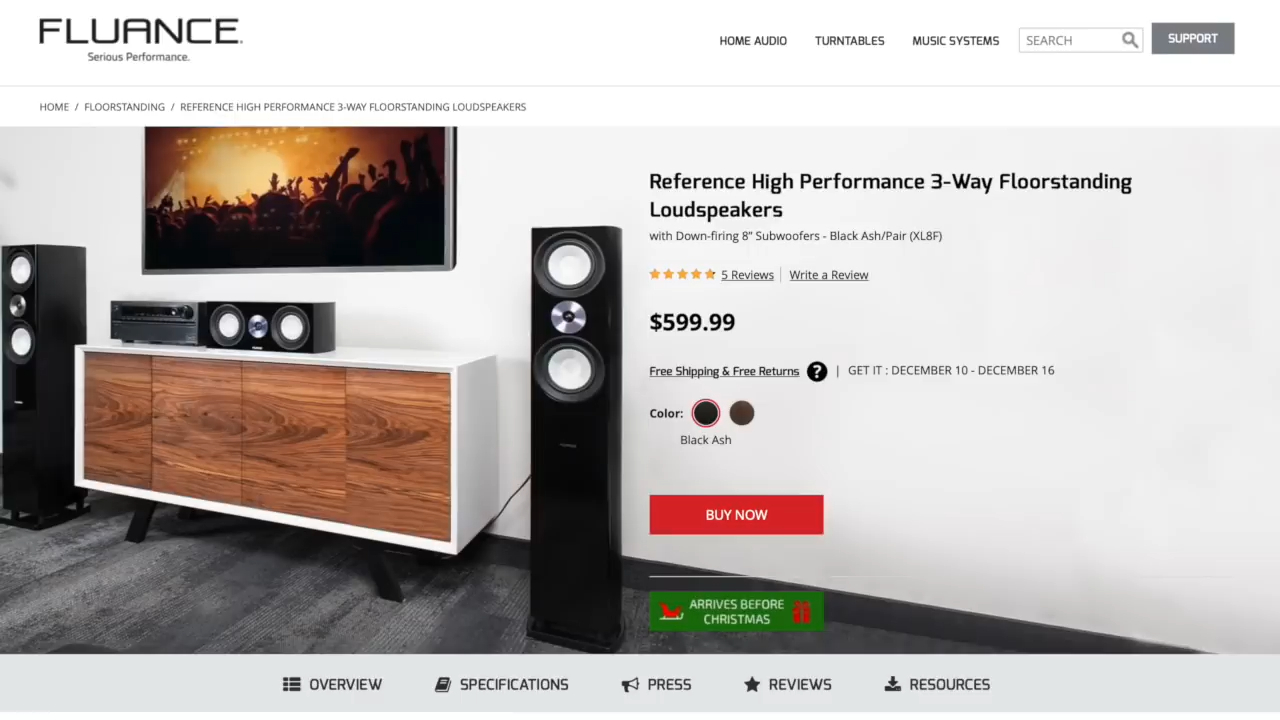 FLUANCE.
Serious Performance.
HOME AUDIO
TURNTABLES
MUSIC SYSTEMS
SEARCH
SUPPORT
HOME / FLOORSTANDING / REFERENCE HIGH PERFORMANCE 3-WAY FLOORSTANDING LOUDSPEAKERS
Reference High Performance 3-Way Floorstanding
Loudspeakers
with Down-firing 8" Subwoofers - Black Ash/Pair (XL8F)
5 Reviews | Write a Review
$599.99
Free Shipping & Free Returns ? | GET IT : DECEMBER 10 - DECEMBER 16
Color:
Black Ash
BUY NOW
ARRIVES BEFORE
CHRISTMAS
OVERVIEW
SPECIFICATIONS
PRESS
REVIEWS
RESOURCES